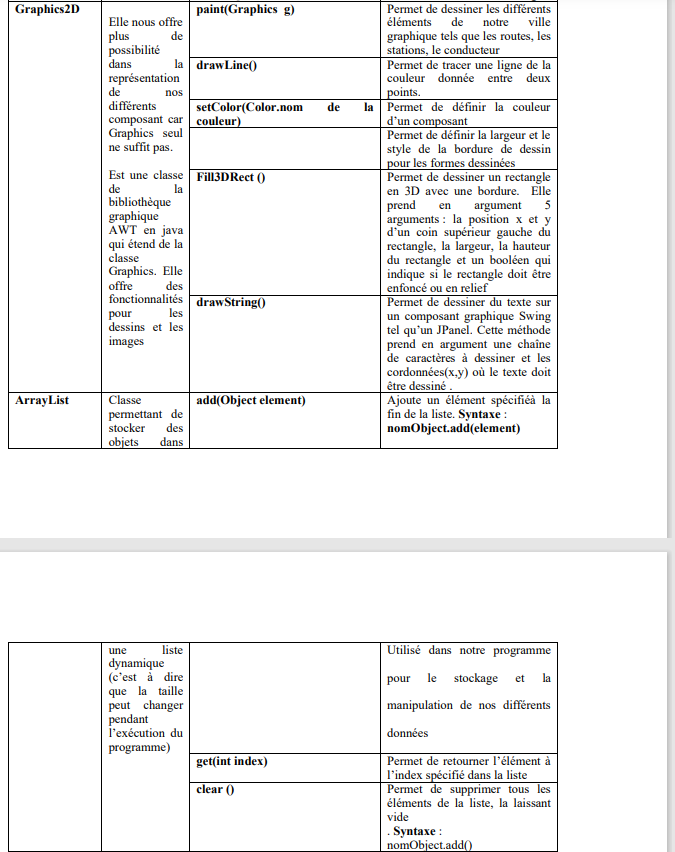 Graphics2D
Elle nous offre
plus de
possibilité
dans la
représentation
de nos
différents
composant car
Graphics seul
ne suffit pas.
Est une classe
de la
bibliothèque
graphique
AWT en java
qui étend de la
classe
Graphics. Elle
offre des
fonctionnalités
pour les
dessins et les
images
paint(Graphics g)
Permet de dessiner les différents
éléments de notre ville
graphique tels que les routes, les
stations, le conducteur
drawLine()
Permet de tracer une ligne de la
couleur donnée entre deux
points.
setColor(Color.nom de la
couleur)
Permet de définir la couleur
d’un composant
Permet de définir la largeur et le
style de la bordure de dessin
pour les formes dessinées
Fill3DRect ()
Permet de dessiner un rectangle
en 3D avec une bordure. Elle
prend en argument 5
arguments : la position x et y
d’un coin supérieur gauche du
rectangle, la largeur, la hauteur
du rectangle et un booléen qui
indique si le rectangle doit être
enfoncé ou en relief
drawString()
Permet de dessiner du texte sur
un composant graphique Swing
tel qu’un JPanel. Cette méthode
prend en argument une chaîne
de caractères à dessiner et les
cordonnées(x,y) où le texte doit
être dessiné .
ArrayList
Classe
permettant de
stocker des
objets dans
add(Object element)
Ajoute un élément spécifiéà la
fin de la liste. Syntaxe :
nomObject.add(element)
une liste
dynamique
(c’est à dire
que la taille
peut changer
pendant
l’exécution du
programme)
Utilisé dans notre programme
pour le stockage et la
manipulation de nos différents
données
get(int index)
Permet de retourner l’élément à
l’index spécifié dans la liste
clear ()
Permet de supprimer tous les
éléments de la liste, la laissant
vide
. Syntaxe :
nomObject.add()